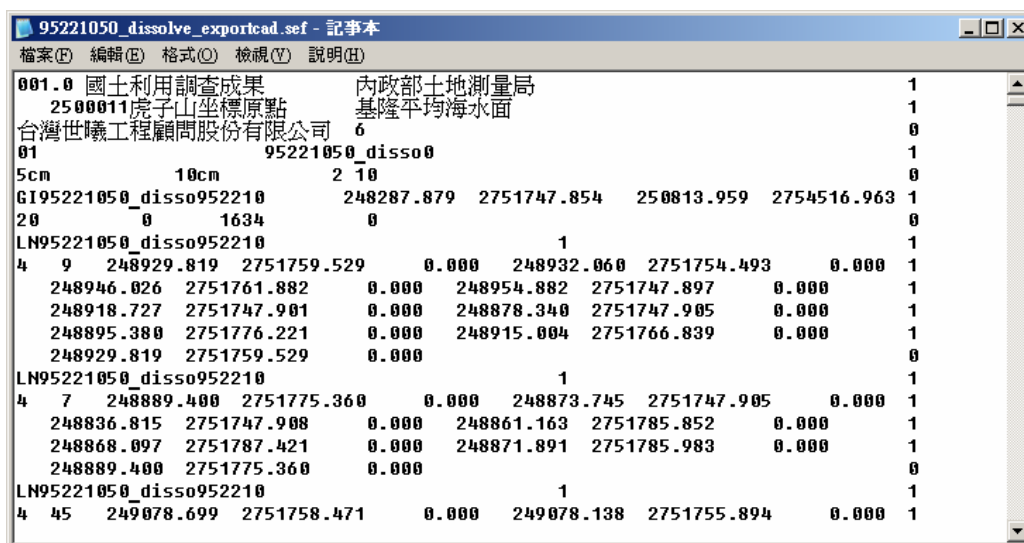 95221050_dissolve_exportcad.sef - 記事本
檔案(F) 編輯(E) 格式(O) 檢視(V) 說明(H)
001.0 國土利用調查成果 內政部土地測量局 1
2500011虎子山坐標原點 基隆平均海水面 1
台灣世曦工程顧問股份有限公司 6 0
01 95221050_disso0 1
5cm 10cm 2 10 0
GI95221050_disso952210 248287.879 2751747.854 250813.959 2754516.963 1
20 0 1634 0 0
LN95221050_disso952210 1 1
4 9 248929.819 2751759.529 0.000 248932.060 2751754.493 0.000 1
248946.026 2751761.882 0.000 248954.882 2751747.897 0.000 1
248918.727 2751747.901 0.000 248878.340 2751747.905 0.000 1
248895.380 2751776.221 0.000 248915.004 2751766.839 0.000 1
248929.819 2751759.529 0.000 0
LN95221050_disso952210 1 1
4 7 248889.400 2751775.360 0.000 248873.745 2751747.905 0.000 1
248836.815 2751747.908 0.000 248861.163 2751785.852 0.000 1
248868.097 2751787.421 0.000 248871.891 2751785.983 0.000 1
248889.400 2751775.360 0.000 0
LN95221050_disso952210 1 1
4 45 249078.699 2751758.471 0.000 249078.138 2751755.894 0.000 1